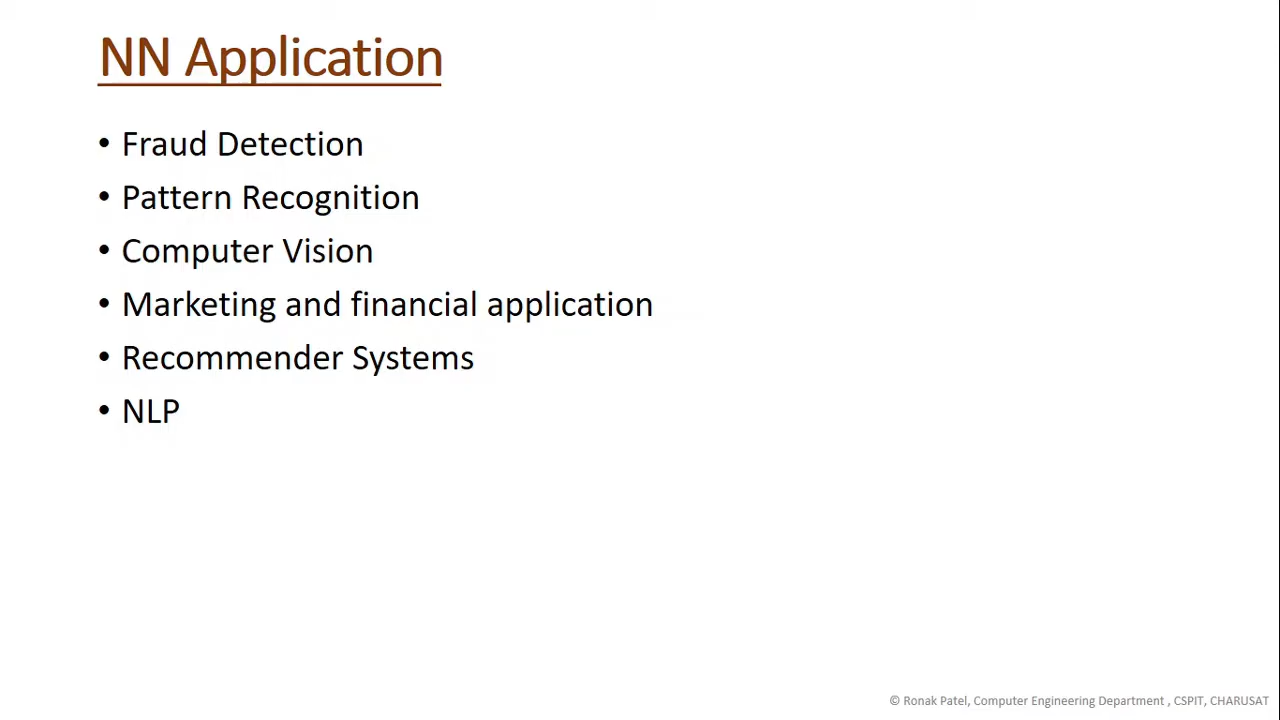 NN Application
• Fraud Detection
• Pattern Recognition
• Computer Vision
• Marketing and financial application
• Recommender Systems
• NLP
© Ronak Patel, Computer Engineering Department , CSPIT, CHARUSAT